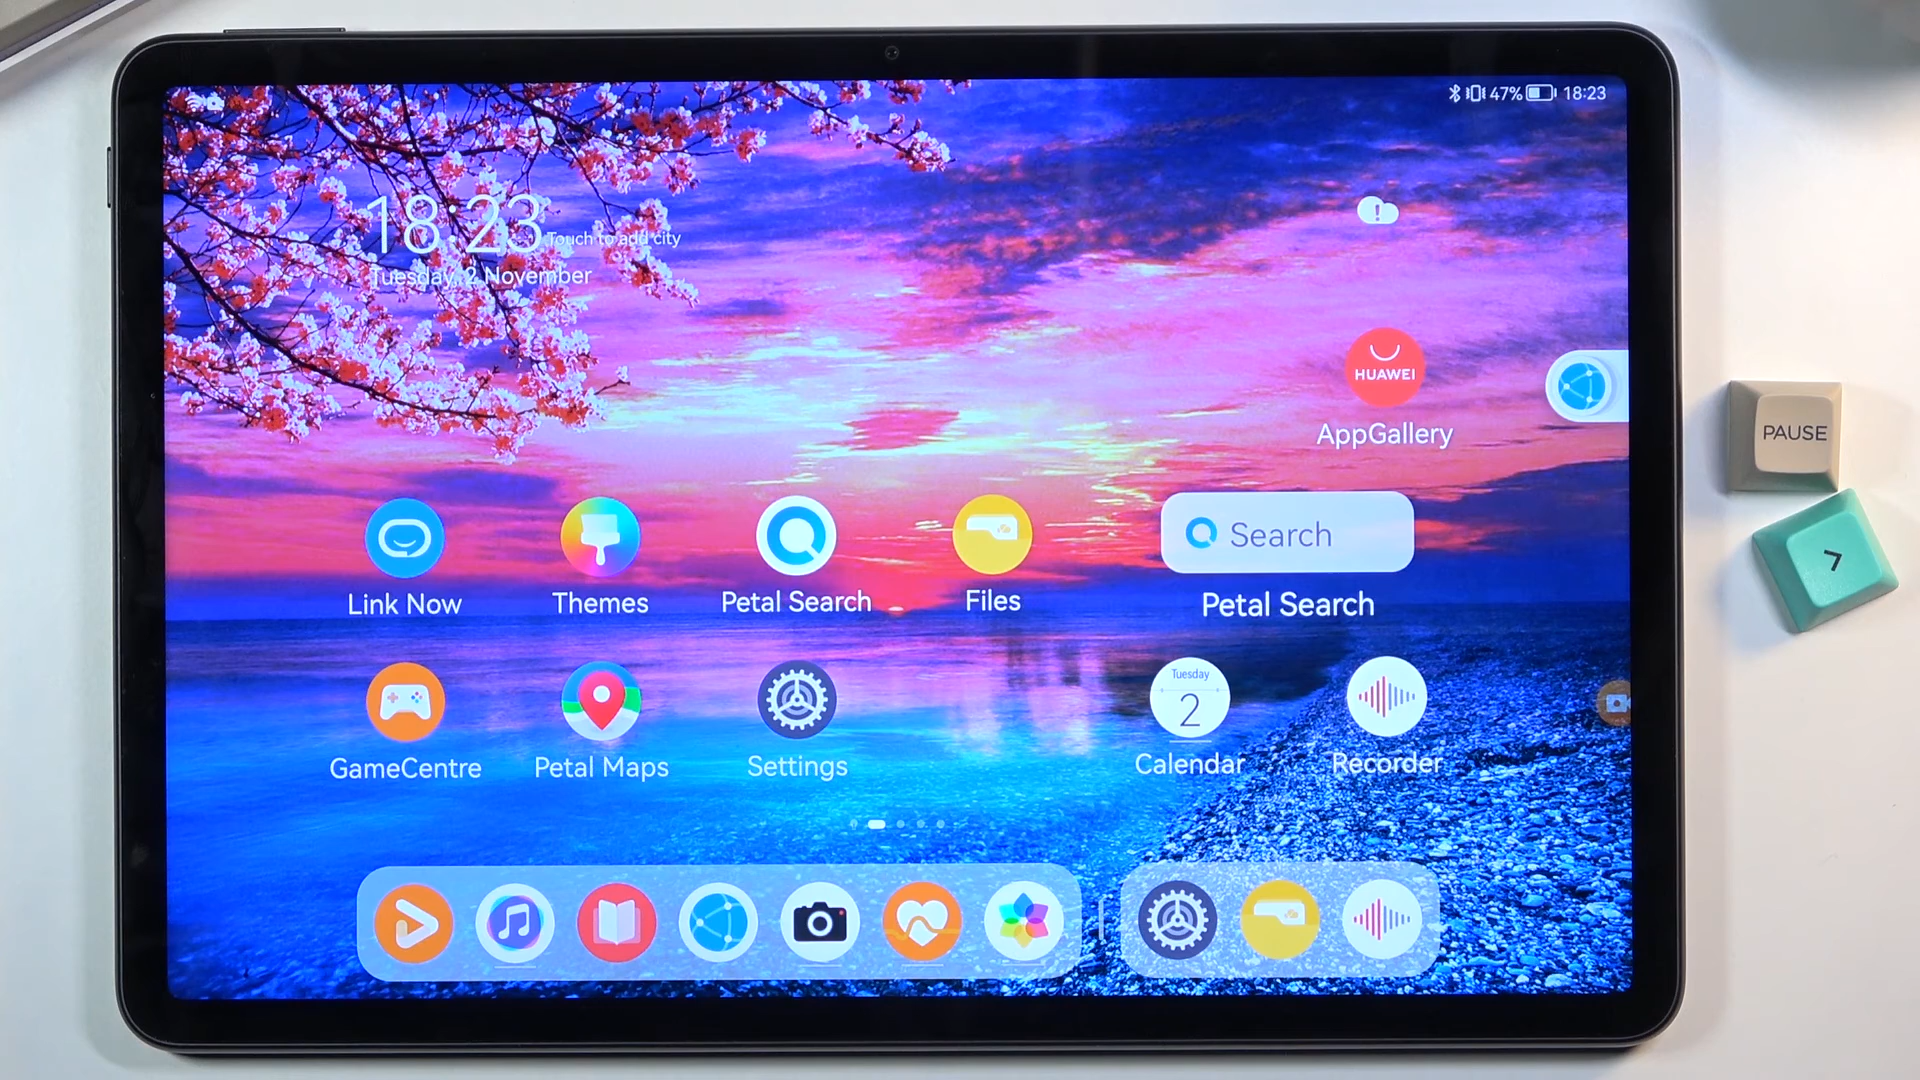 47% 18:23
18:23 Touch to add city
Tuesday, 2 November
HUAWEI
AppGallery
PAUSE
Search
Link Now
Themes
Petal Search
Files
Petal Search
Tuesday
2
GameCentre
Petal Maps
Settings
Calendar
Recorder